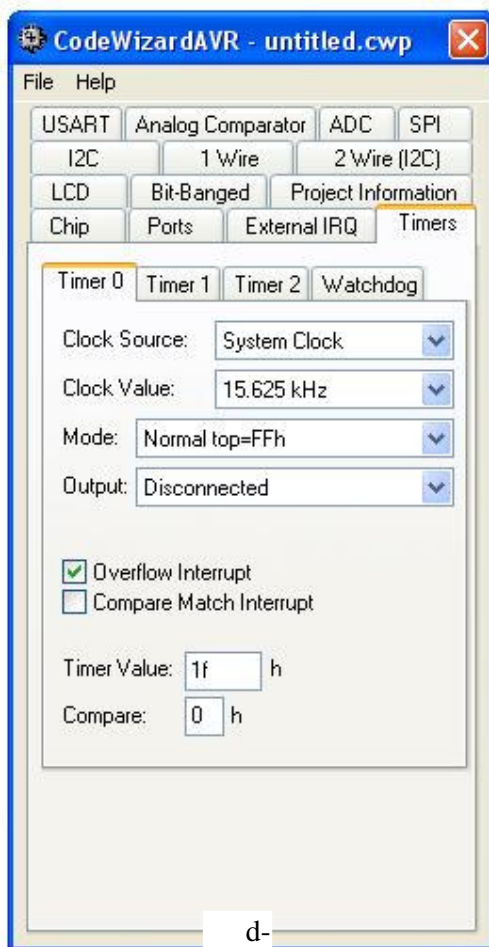 CodeWizardAVR - untitled.cwp
File Help
USART Analog Comparator ADC SPI
I2C 1 Wire 2 Wire (I2C)
LCD Bit-Banged Project Information
Chip Ports External IRQ Timers
Timer 0 Timer 1 Timer 2 Watchdog
Clock Source: System Clock
Clock Value: 15.625 kHz
Mode: Normal top=FFh
Output: Disconnected
Overflow Interrupt
Compare Match Interrupt
Timer Value: 1f h
Compare: 0 h
d-